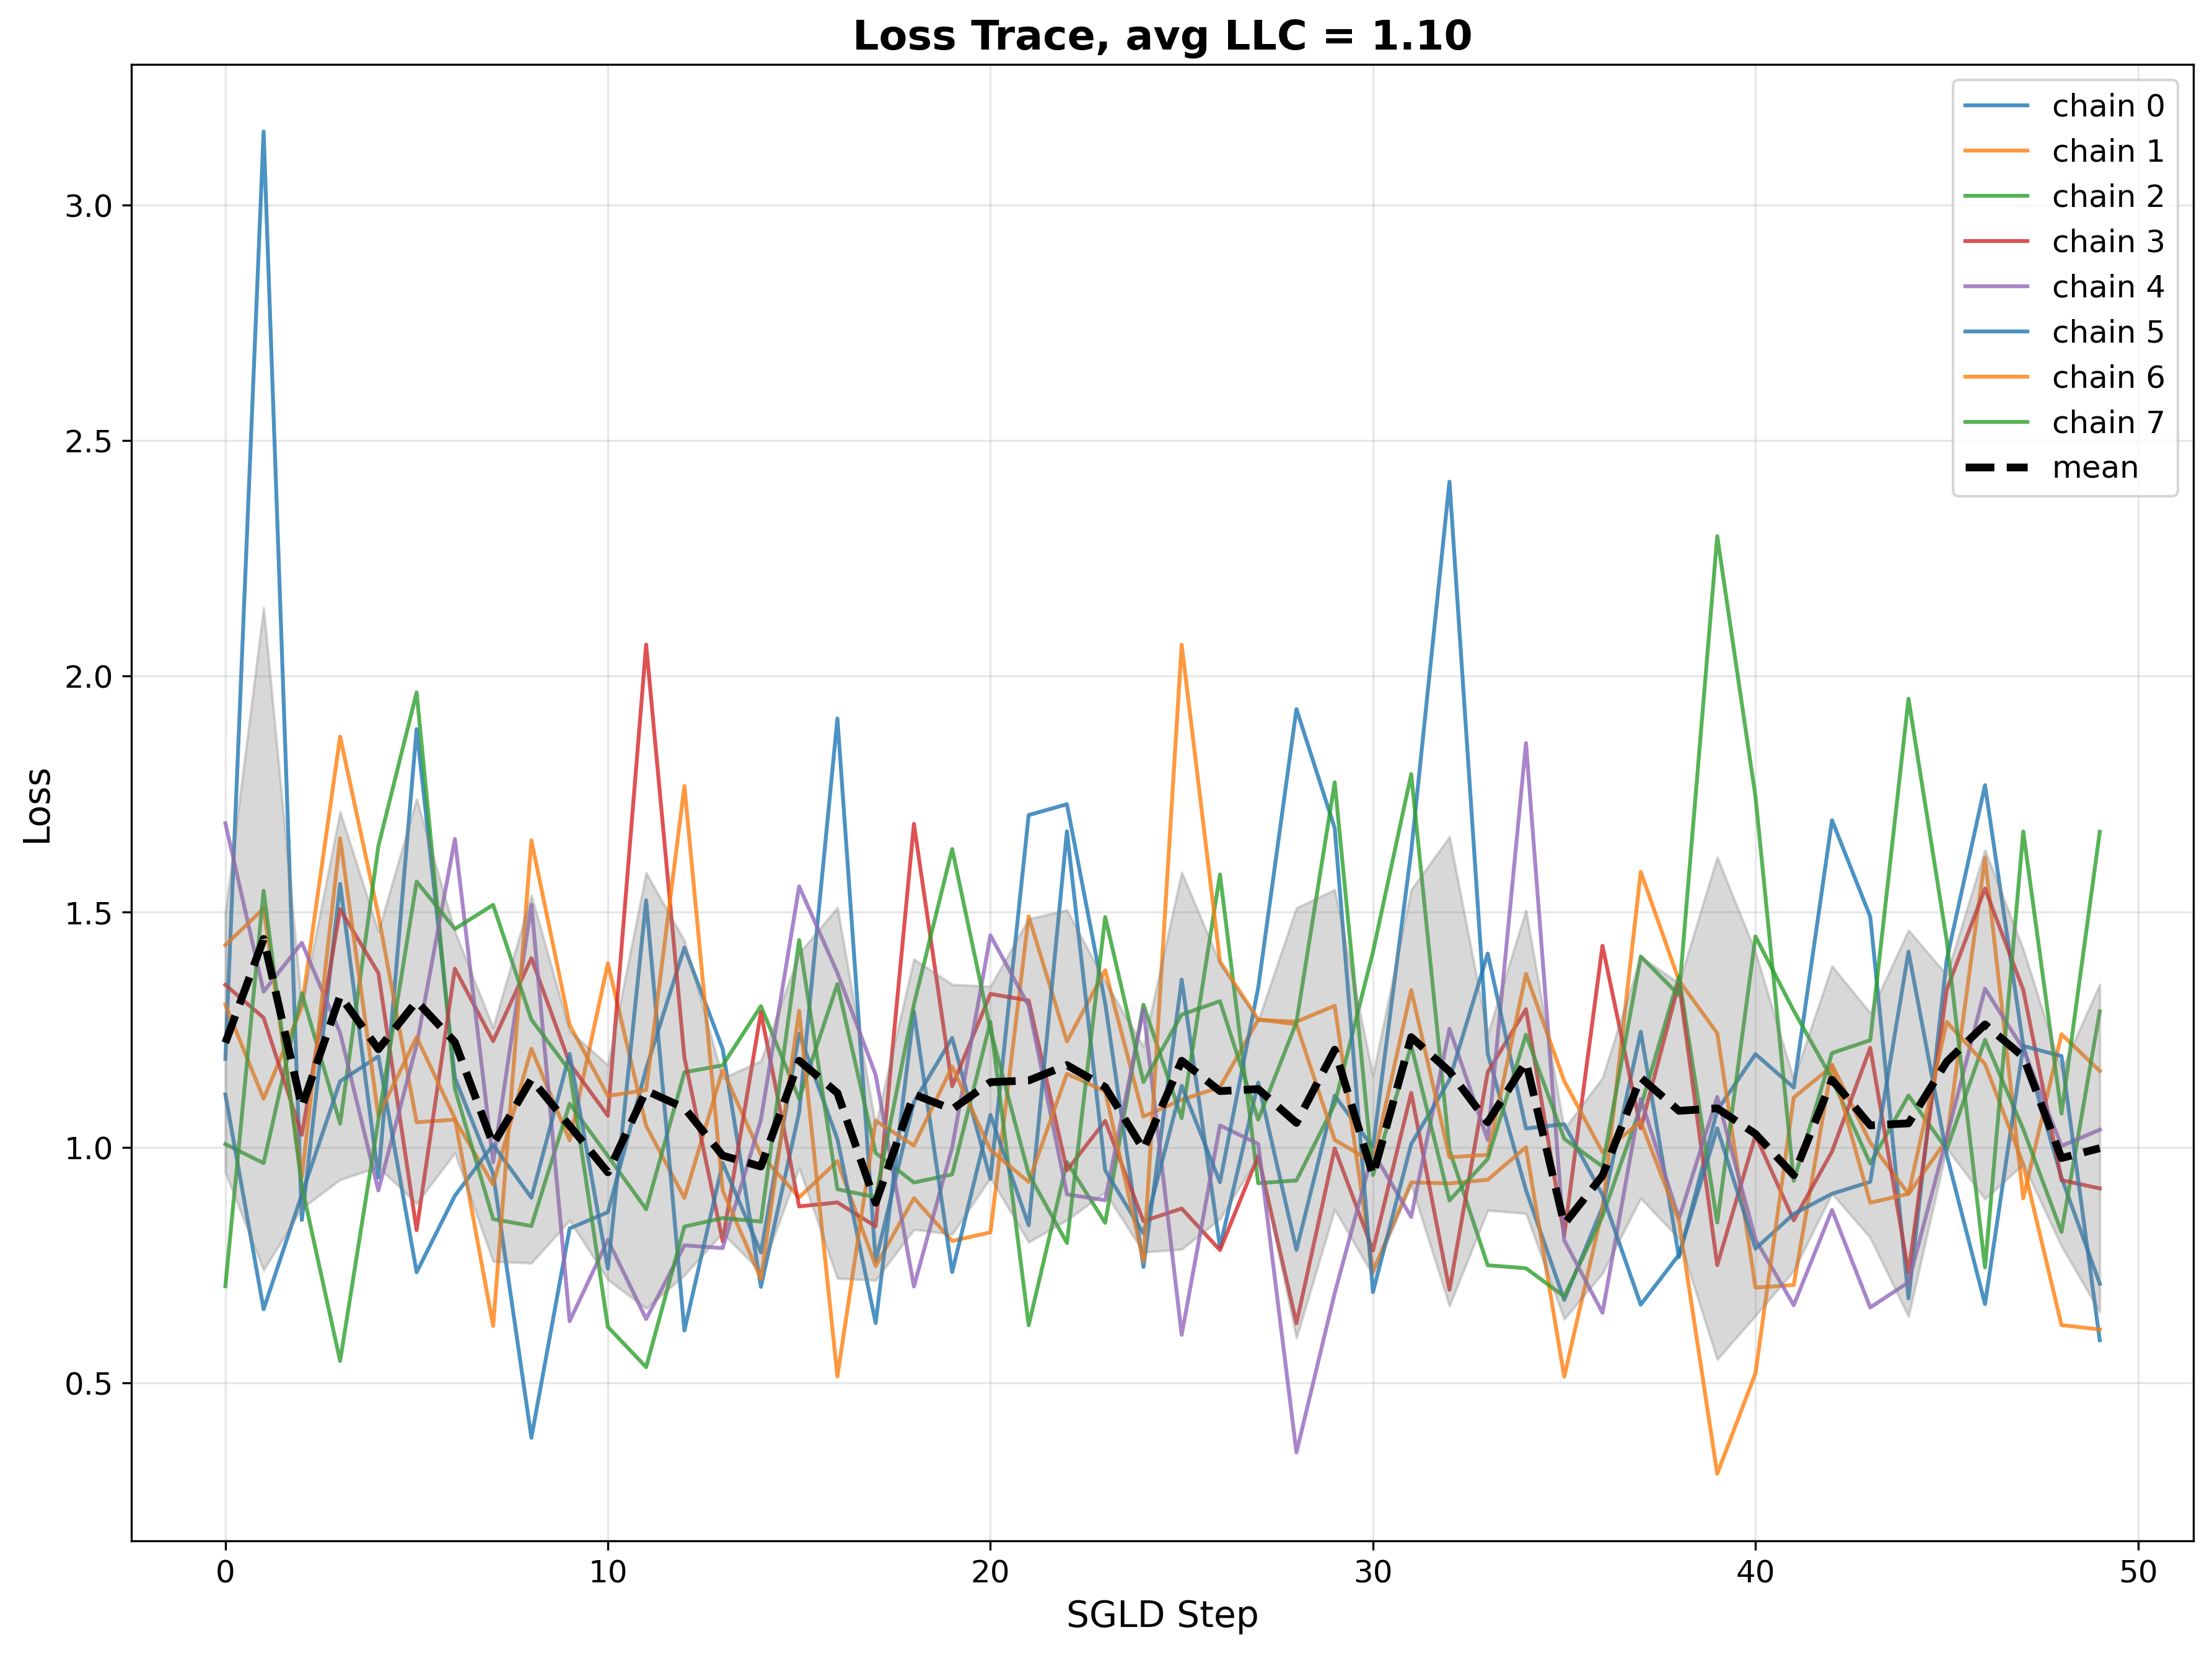 Loss Trace, avg LLC = 1.10
chain 0
chain 1
chain 2
chain 3
chain 4
chain 5
chain 6
chain 7
mean
Loss
3.0
2.5
2.0
1.5
1.0
0.5
0 10 20 30 40 50
SGLD Step